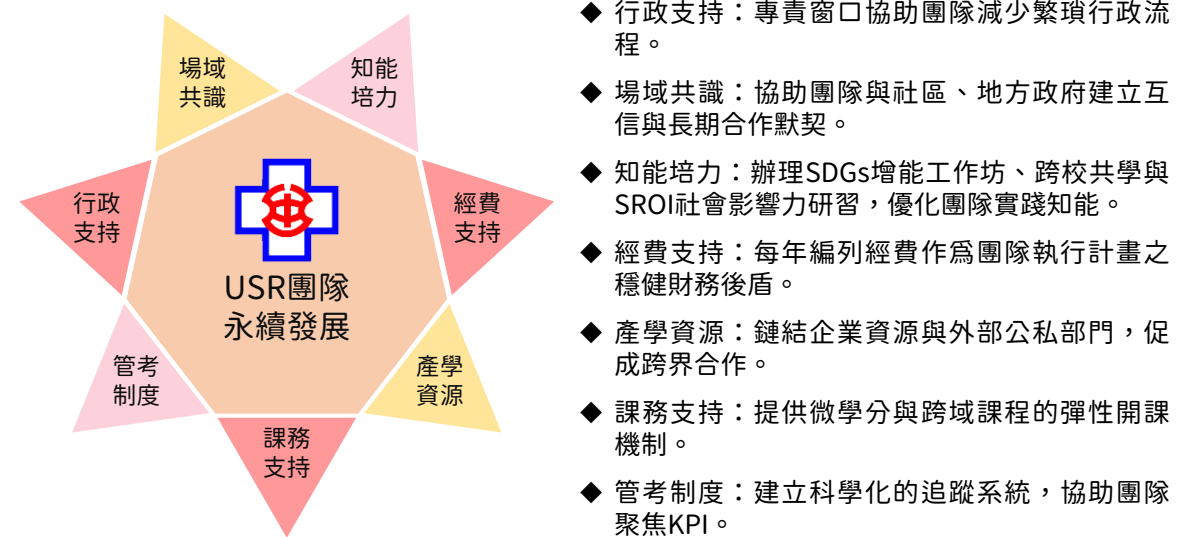 場域
共識
知能
培力
行政
支持
經費
支持
USR團隊
永續發展
管考
制度
產學
資源
課務
支持
◆ 行政支持：專責窗口協助團隊減少繁瑣行政流
程。
◆ 場域共識：協助團隊與社區、地方政府建立互
信與長期合作默契。
◆ 知能培力：辦理SDGs增能工作坊、跨校共學與
SROI社會影響力研習，優化團隊實踐知能。
◆ 經費支持：每年編列經費作爲團隊執行計畫之
穩健財務後盾。
◆ 產學資源：鏈結企業資源與外部公私部門，促
成跨界合作。
◆ 課務支持：提供微學分與跨域課程的彈性開課
機制。
◆ 管考制度：建立科學化的追蹤系統，協助團隊
聚焦KPI。